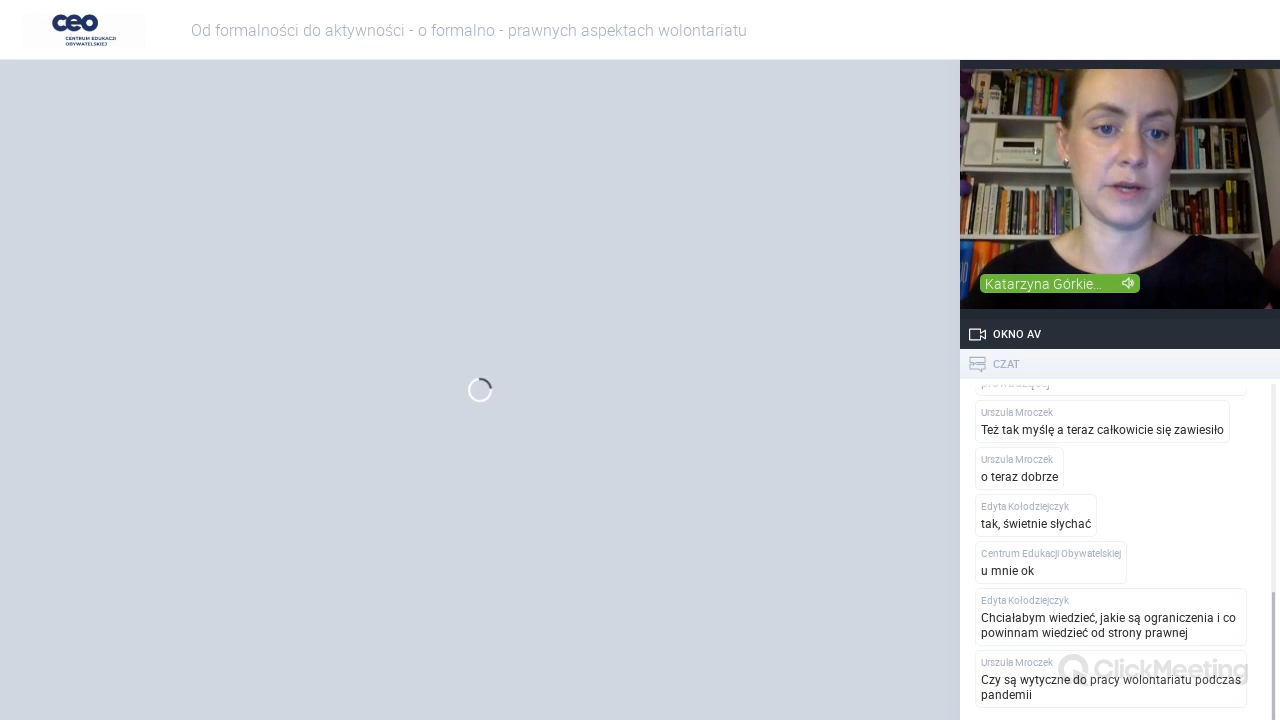 ceo
CENTRUM EDUKACJI
OBYWATELSKIEJ
Od formalności do aktywności - o formalno - prawnych aspektach wolontariatu
Katarzyna Górkie...
OKNO AV
CZAT
Urszula Mroczek
Też tak myślę a teraz całkowicie się zawiesiło
Urszula Mroczek
o teraz dobrze
Edyta Kołodziejczyk
tak, świetnie słychać
Centrum Edukacji Obywatelskiej
u mnie ok
Edyta Kołodziejczyk
Chciałabym wiedzieć, jakie są ograniczenia i co
powinnam wiedzieć od strony prawnej
Urszula Mroczek
ClickMeeting
Czy są wytyczne do pracy wolontariatu podczas
pandemii